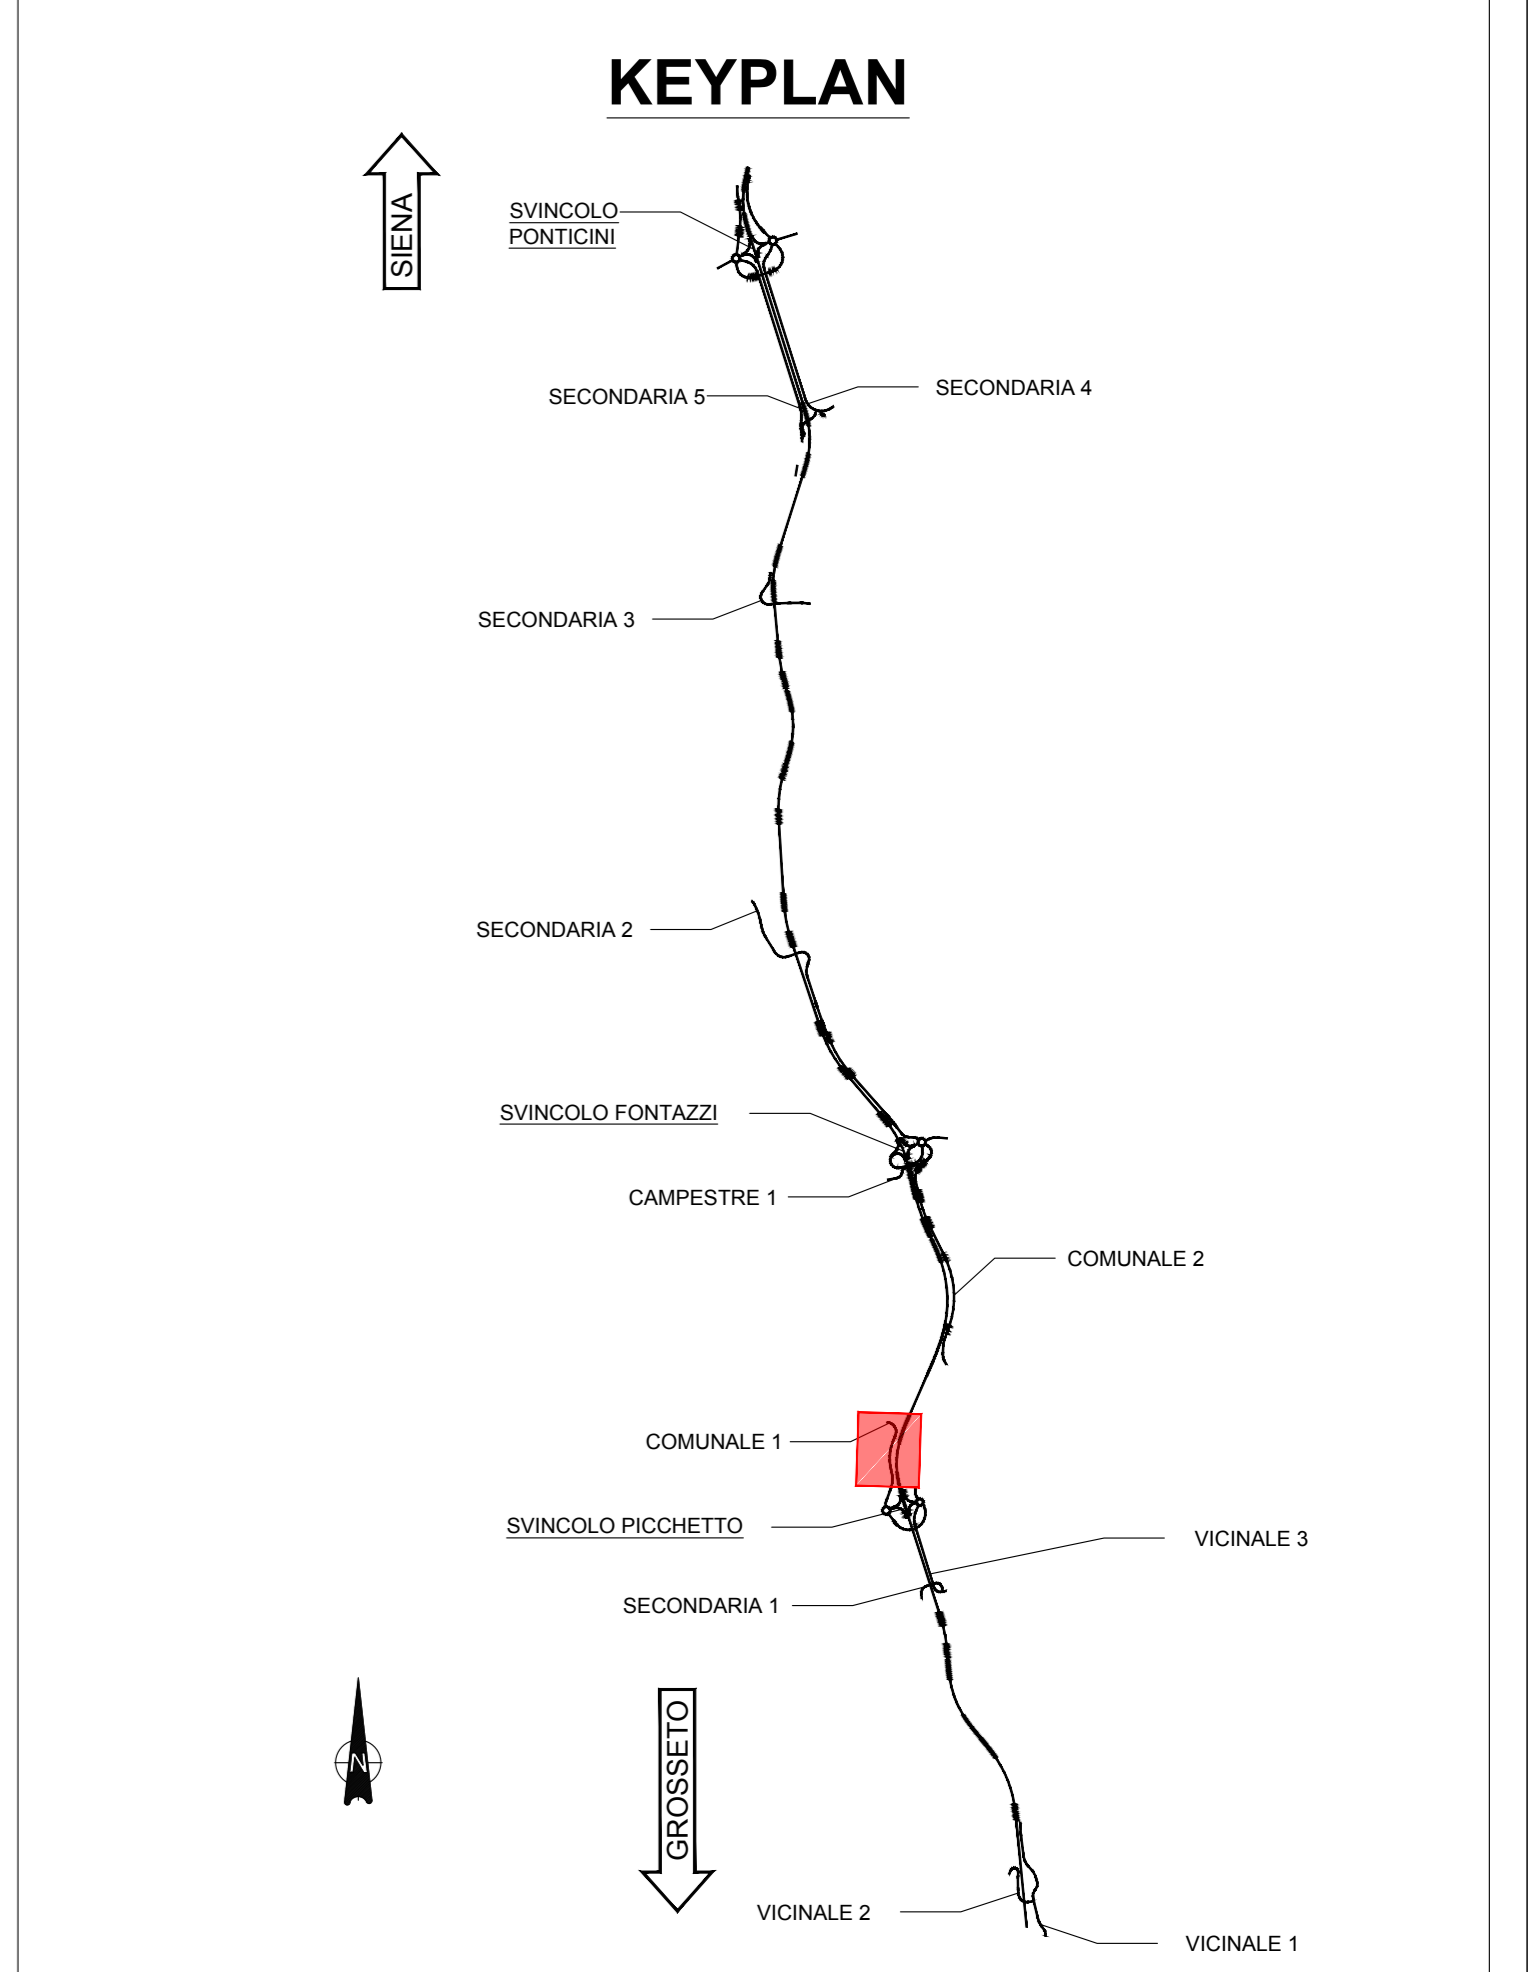 KEYPLAN
SIENA
SVINCOLO
PONTICINI
SECONDARIA 5
SECONDARIA 4
SECONDARIA 3
SECONDARIA 2
SVINCOLO FONTAZZI
CAMPESTRE 1
COMUNALE 2
COMUNALE 1
SVINCOLO PICCHETTO
VICINALE 3
SECONDARIA 1
N
GROSSETO
VICINALE 2
VICINALE 1